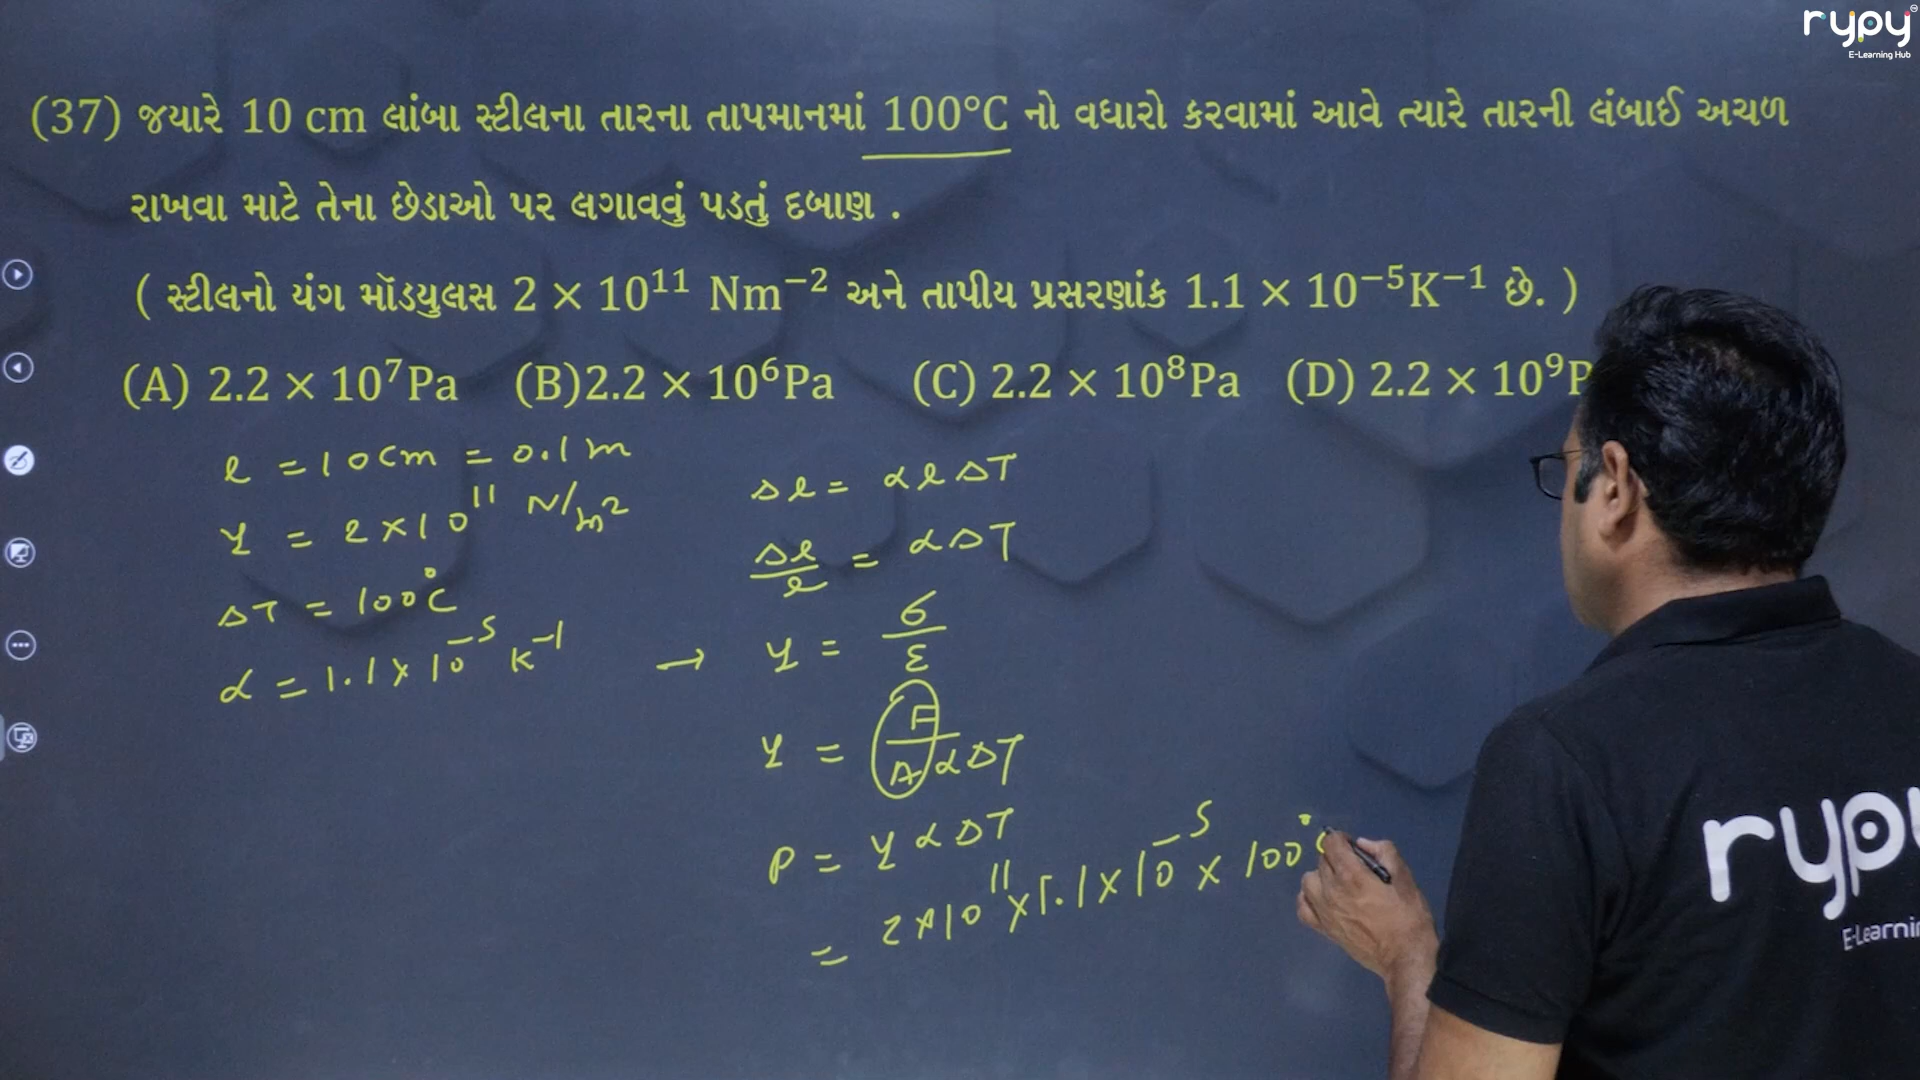 rypy
E-Learning Hub
(37) જયારે 10 cm લાંબા સ્ટીલના તારના તાપમાનમાં 100°C નો વધારો કરવામાં આવે ત્યારે તારની લંબાઈ અચળ
રાખવા માટે તેના છેડાઓ પર લગાવવું પડતું દબાણ .
( સ્ટીલનો યંગ મૉડયુલસ 2 × 10¹¹ Nm⁻² અને તાપીય પ્રસરણાંક 1.1 × 10⁻⁵K⁻¹ છે. )
(A) 2.2 × 10⁷Pa (B)2.2 × 10⁶Pa (C) 2.2 × 10⁸Pa (D) 2.2 × 10⁹P
l = 10cm = 0.1m
Y = 2×10¹¹ N/m²
ΔT = 100°C
α = 1.1×10⁻⁵ K⁻¹
Δl = αlΔT
Δl/l = αΔT
→ Y = σ/ε
Y = F/A αΔT
P = YαΔT
= 2×10¹¹×1.1×10⁻⁵×100°C
rypy
E-Learnin